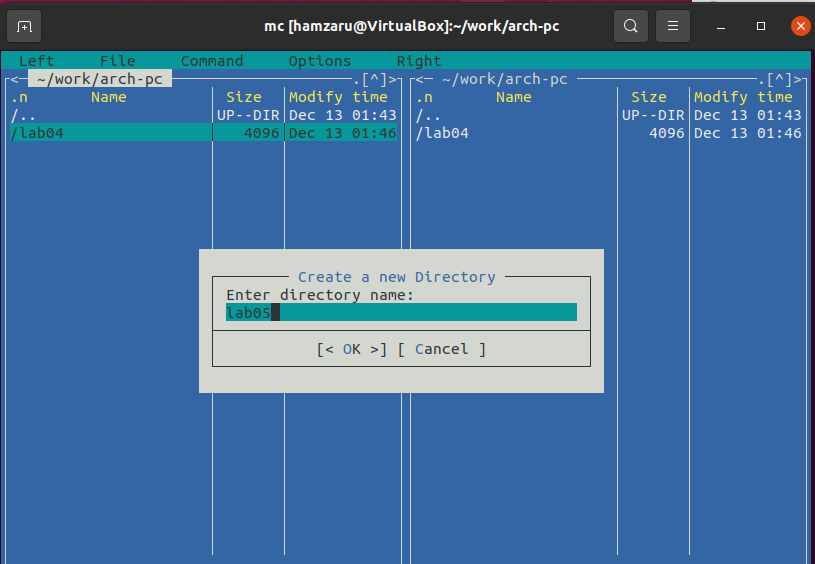 mc [hamzaru@VirtualBox]:~/work/arch-pc
Left File Command Options Right
<─ ~/work/arch-pc ─.[^]>
.n Name Size Modify time
/.. UP--DIR Dec 13 01:43
/lab04 4096 Dec 13 01:46
<─ ~/work/arch-pc ─.[^]>
.n Name Size Modify time
/.. UP--DIR Dec 13 01:43
/lab04 4096 Dec 13 01:46
Create a new Directory
Enter directory name:
lab05
[< OK >] [ Cancel ]